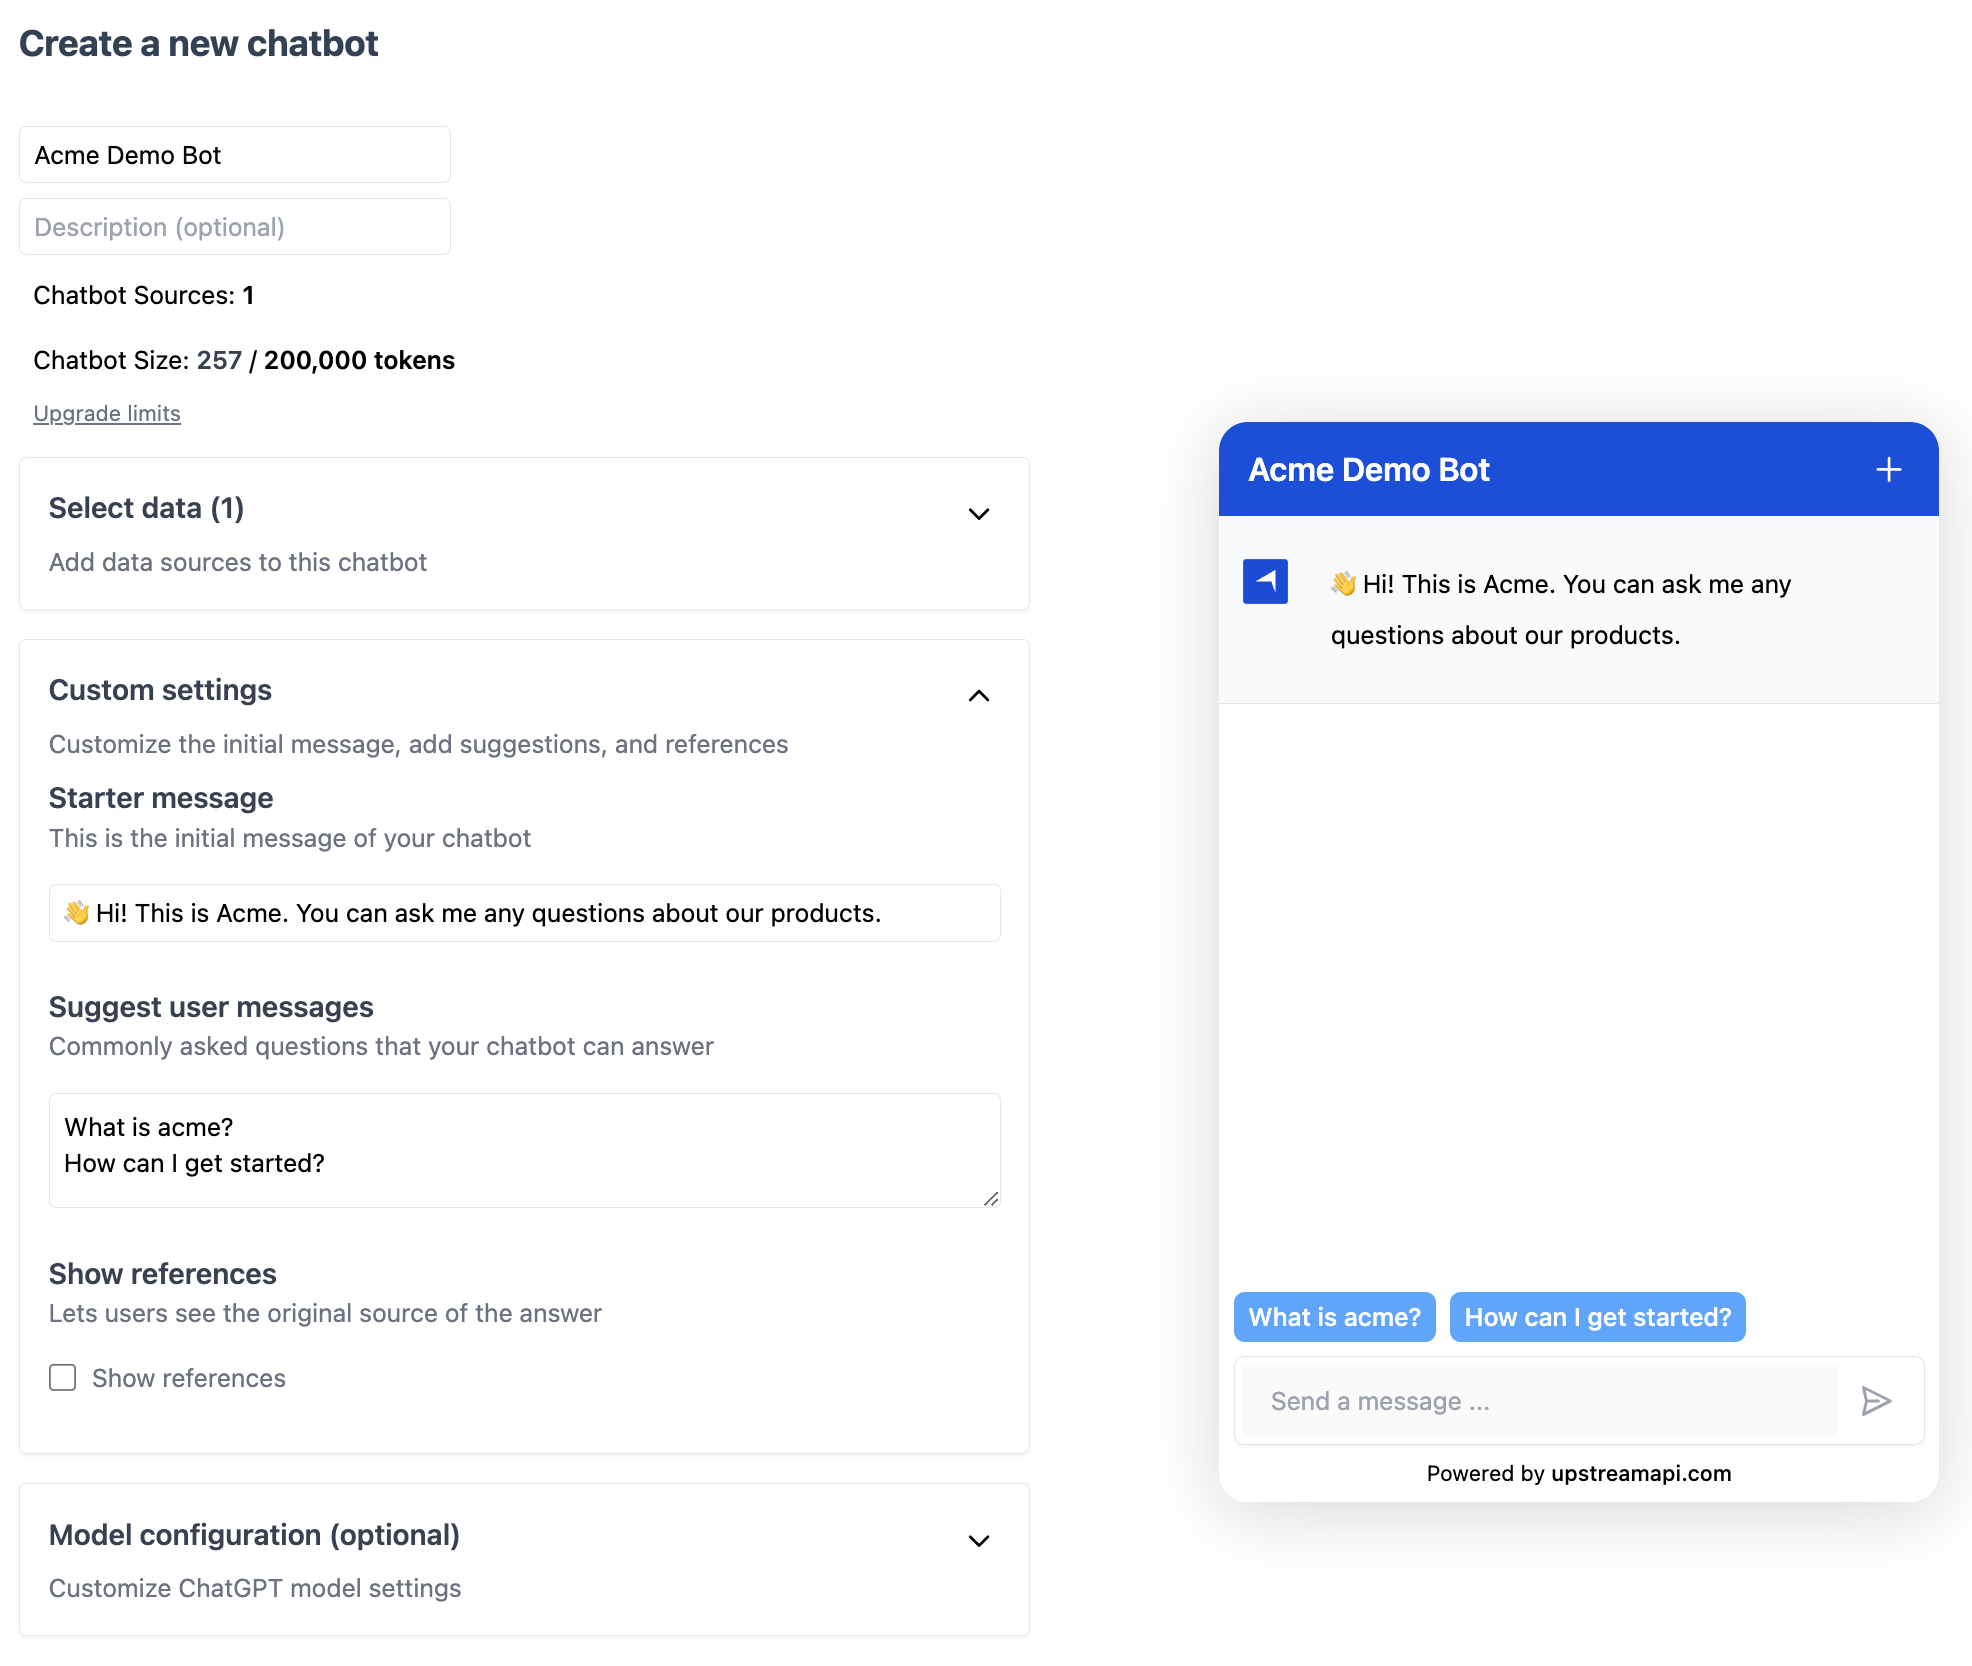 Create a new chatbot
Acme Demo Bot
Description (optional)
Chatbot Sources: 1
Chatbot Size: 257 / 200,000 tokens
Upgrade limits
Select data (1)
Add data sources to this chatbot
Custom settings
Customize the initial message, add suggestions, and references
Starter message
This is the initial message of your chatbot
👋 Hi! This is Acme. You can ask me any questions about our products.
Suggest user messages
Commonly asked questions that your chatbot can answer
What is acme?
How can I get started?
Show references
Lets users see the original source of the answer
Show references
Model configuration (optional)
Customize ChatGPT model settings
Acme Demo Bot
👋 Hi! This is Acme. You can ask me any
questions about our products.
What is acme? How can I get started?
Send a message ...
Powered by upstreamapi.com